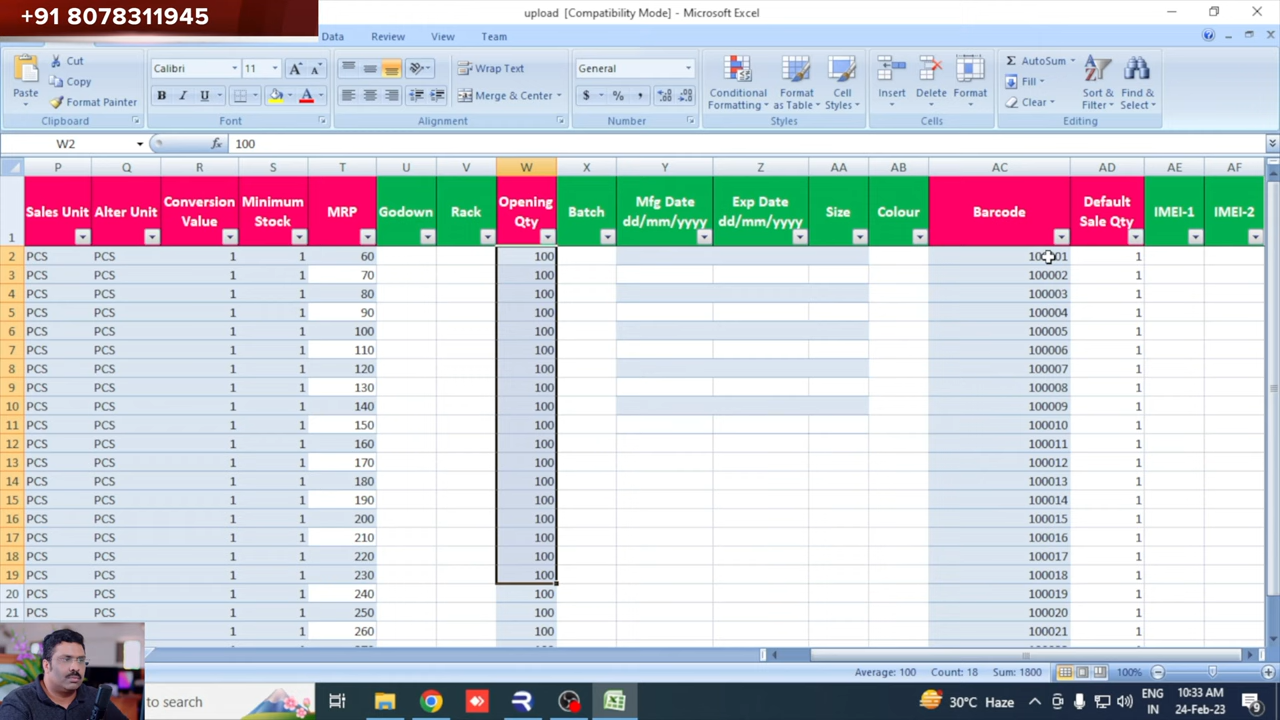 +91 8078311945
upload [Compatibility Mode] - Microsoft Excel
Data Review View Team
Paste
Cut
Copy
Format Painter
Clipboard
Calibri 11
B I U
Font
Wrap Text
Merge & Center
Alignment
General
$ % ,
Number
Conditional Formatting
Format as Table
Cell Styles
Styles
Insert Delete Format
Cells
AutoSum
Fill
Clear
Sort & Filter
Find & Select
Editing
W2 fx 100
P Q R S T U V W X Y Z AA AB AC AD AE AF
1 Sales Unit Alter Unit Conversion Value Minimum Stock MRP Godown Rack Opening Qty Batch Mfg Date dd/mm/yyyy Exp Date dd/mm/yyyy Size Colour Barcode Default Sale Qty IMEI-1 IMEI-2
2 PCS PCS 1 1 60 100 1
3 PCS PCS 1 1 70 100 100002 1
4 PCS PCS 1 1 80 100 100003 1
5 PCS PCS 1 1 90 100 100004 1
6 PCS PCS 1 1 100 100 100005 1
7 PCS PCS 1 1 110 100 100006 1
8 PCS PCS 1 1 120 100 100007 1
9 PCS PCS 1 1 130 100 100008 1
10 PCS PCS 1 1 140 100 100009 1
11 PCS PCS 1 1 150 100 100010 1
12 PCS PCS 1 1 160 100 100011 1
13 PCS PCS 1 1 170 100 100012 1
14 PCS PCS 1 1 180 100 100013 1
15 PCS PCS 1 1 190 100 100014 1
16 PCS PCS 1 1 200 100 100015 1
17 PCS PCS 1 1 210 100 100016 1
18 PCS PCS 1 1 220 100 100017 1
19 PCS PCS 1 1 230 100 100018 1
20 PCS PCS 1 1 240 100 100019 1
21 PCS PCS 1 1 250 100 100020 1
1 1 260 100 100021 1
Average: 100 Count: 18 Sum: 1800 100%
to search
30°C Haze
ENG
IN
10:33 AM
24-Feb-23
9